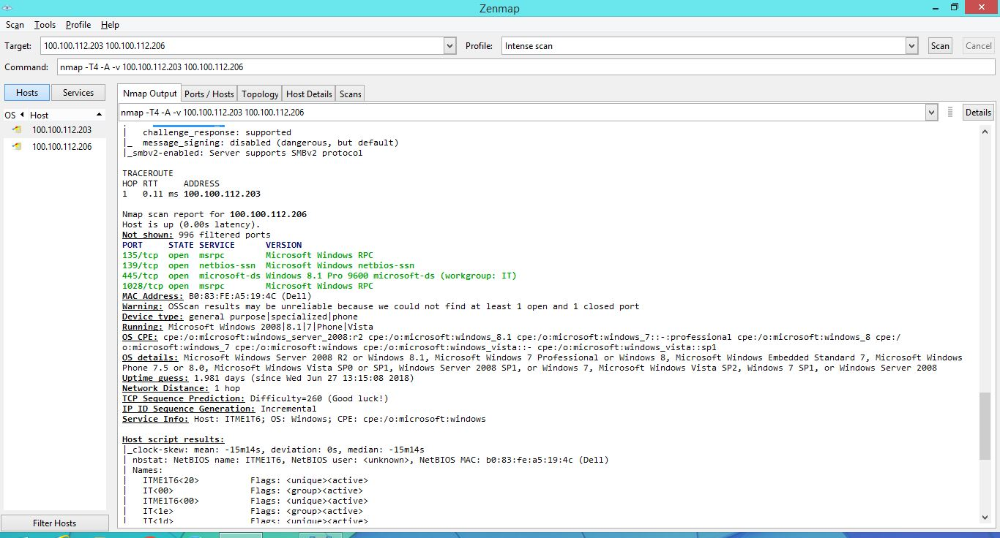 Zenmap
Scan Tools Profile Help
Target: 100.100.112.203 100.100.112.206 Profile: Intense scan Scan Cancel
Command: nmap -T4 -A -v 100.100.112.203 100.100.112.206
Hosts Services
OS Host
100.100.112.203
100.100.112.206
Filter Hosts
Nmap Output Ports / Hosts Topology Host Details Scans
nmap -T4 -A -v 100.100.112.203 100.100.112.206 Details
|   challenge_response: supported
|_  message_signing: disabled (dangerous, but default)
|_smbv2-enabled: Server supports SMBv2 protocol
TRACEROUTE
HOP RTT     ADDRESS
1   0.11 ms 100.100.112.203
Nmap scan report for 100.100.112.206
Host is up (0.00s latency).
Not shown: 996 filtered ports
PORT     STATE SERVICE      VERSION
135/tcp  open  msrpc        Microsoft Windows RPC
139/tcp  open  netbios-ssn  Microsoft Windows netbios-ssn
445/tcp  open  microsoft-ds Windows 8.1 Pro 9600 microsoft-ds (workgroup: IT)
1028/tcp open  msrpc        Microsoft Windows RPC
MAC Address: B0:83:FE:A5:19:4C (Dell)
Warning: OSScan results may be unreliable because we could not find at least 1 open and 1 closed port
Device type: general purpose|specialized|phone
Running: Microsoft Windows 2008|8.1|7|Phone|Vista
OS CPE: cpe:/o:microsoft:windows_server_2008:r2 cpe:/o:microsoft:windows_8.1 cpe:/o:microsoft:windows_7::-:professional cpe:/o:microsoft:windows_8 cpe:/
o:microsoft:windows_7 cpe:/o:microsoft:windows cpe:/o:microsoft:windows_vista::- cpe:/o:microsoft:windows_vista::sp1
OS details: Microsoft Windows Server 2008 R2 or Windows 8.1, Microsoft Windows 7 Professional or Windows 8, Microsoft Windows Embedded Standard 7, Microsoft Windows
Phone 7.5 or 8.0, Microsoft Windows Vista SP0 or SP1, Windows Server 2008 SP1, or Windows 7, Microsoft Windows Vista SP2, Windows 7 SP1, or Windows Server 2008
Uptime guess: 1.981 days (since Wed Jun 27 13:15:08 2018)
Network Distance: 1 hop
TCP Sequence Prediction: Difficulty=260 (Good luck!)
IP ID Sequence Generation: Incremental
Service Info: Host: ITME1T6; OS: Windows; CPE: cpe:/o:microsoft:windows
Host script results:
|_clock-skew: mean: -15m14s, deviation: 0s, median: -15m14s
| nbstat: NetBIOS name: ITME1T6, NetBIOS user: <unknown>, NetBIOS MAC: b0:83:fe:a5:19:4c (Dell)
| Names:
|   ITME1T6<20>          Flags: <unique><active>
|   IT<00>               Flags: <group><active>
|   ITME1T6<00>          Flags: <unique><active>
|   IT<1e>               Flags: <group><active>
|   IT<1d>               Flags: <unique><active>